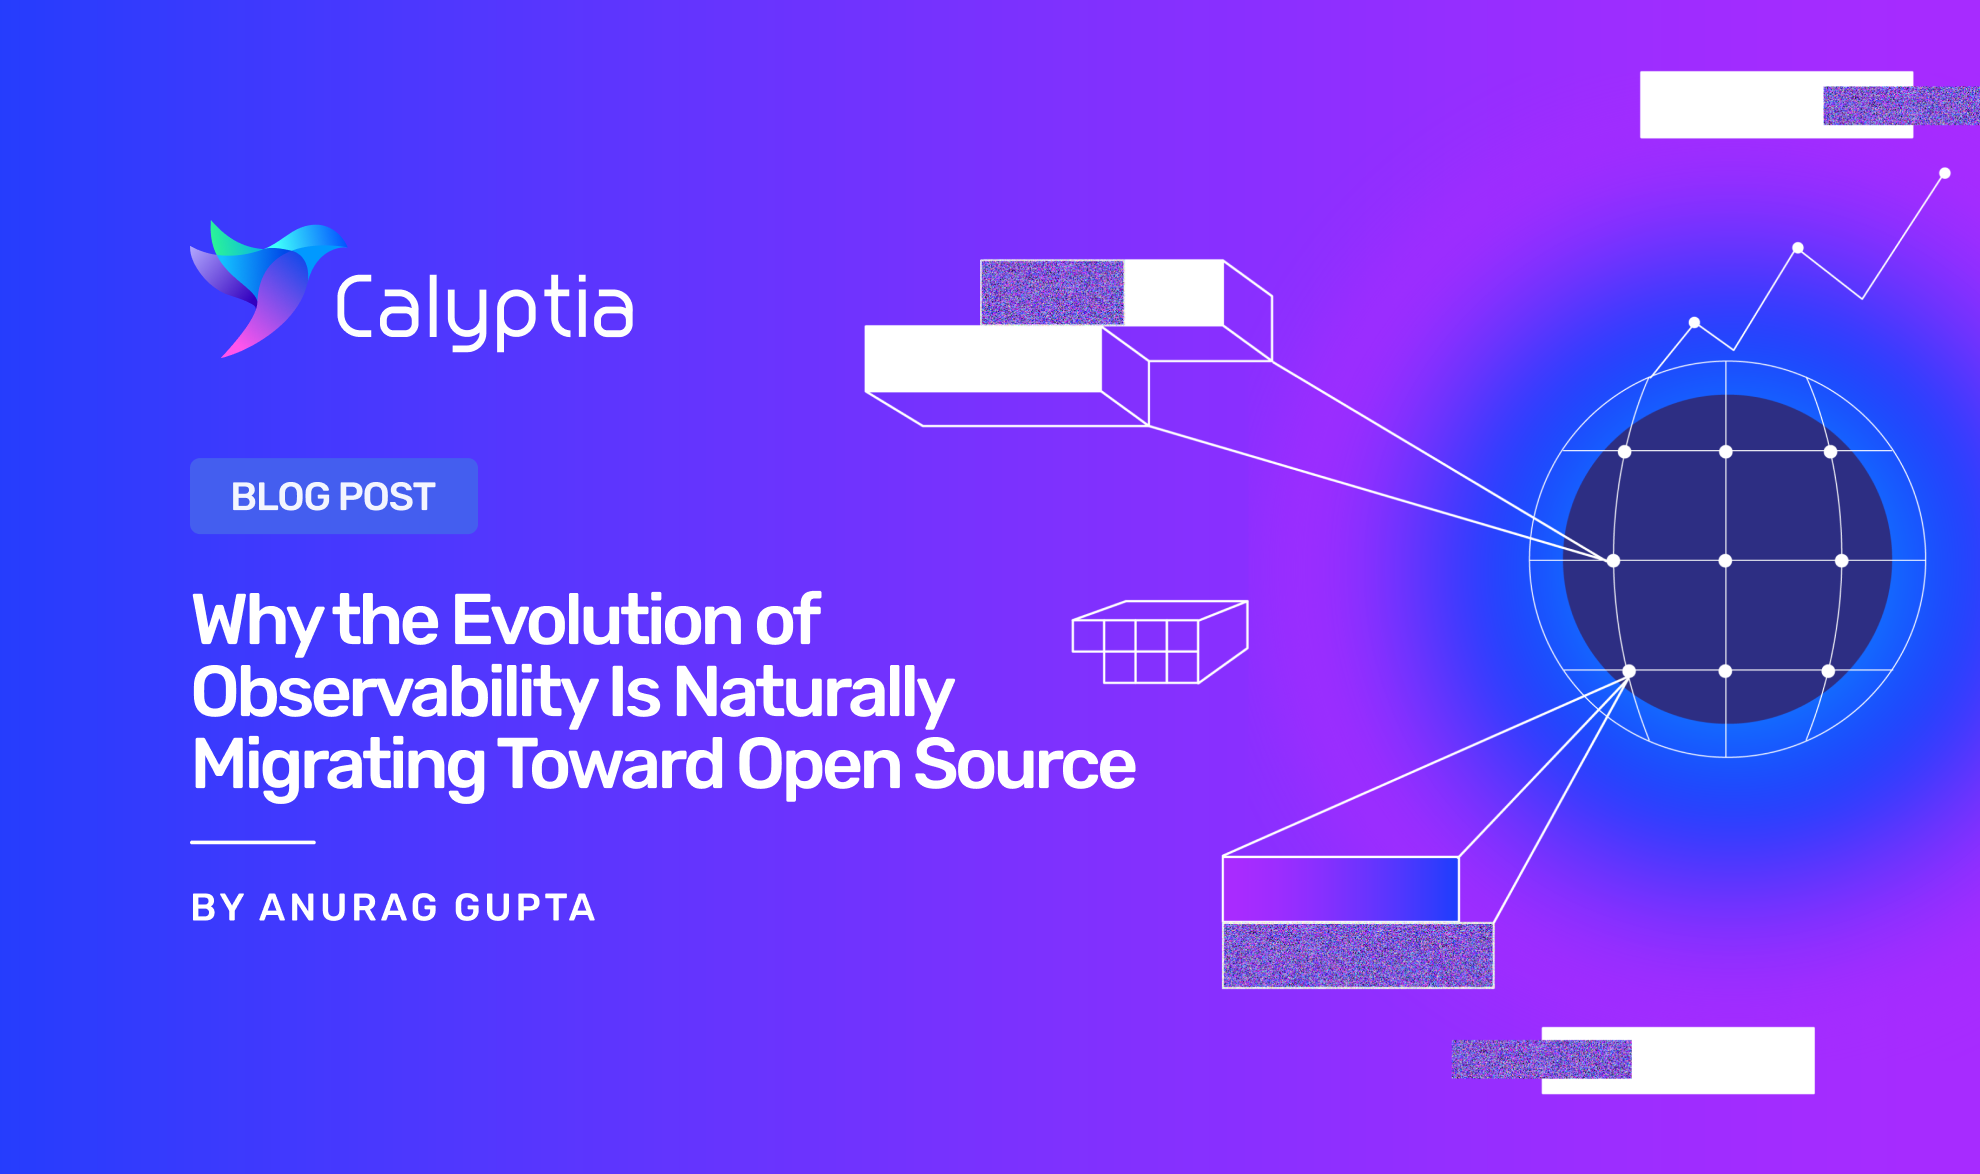 Calyptia
BLOG POST
Why the Evolution of
Observability Is Naturally
Migrating Toward Open Source
BY ANURAG GUPTA